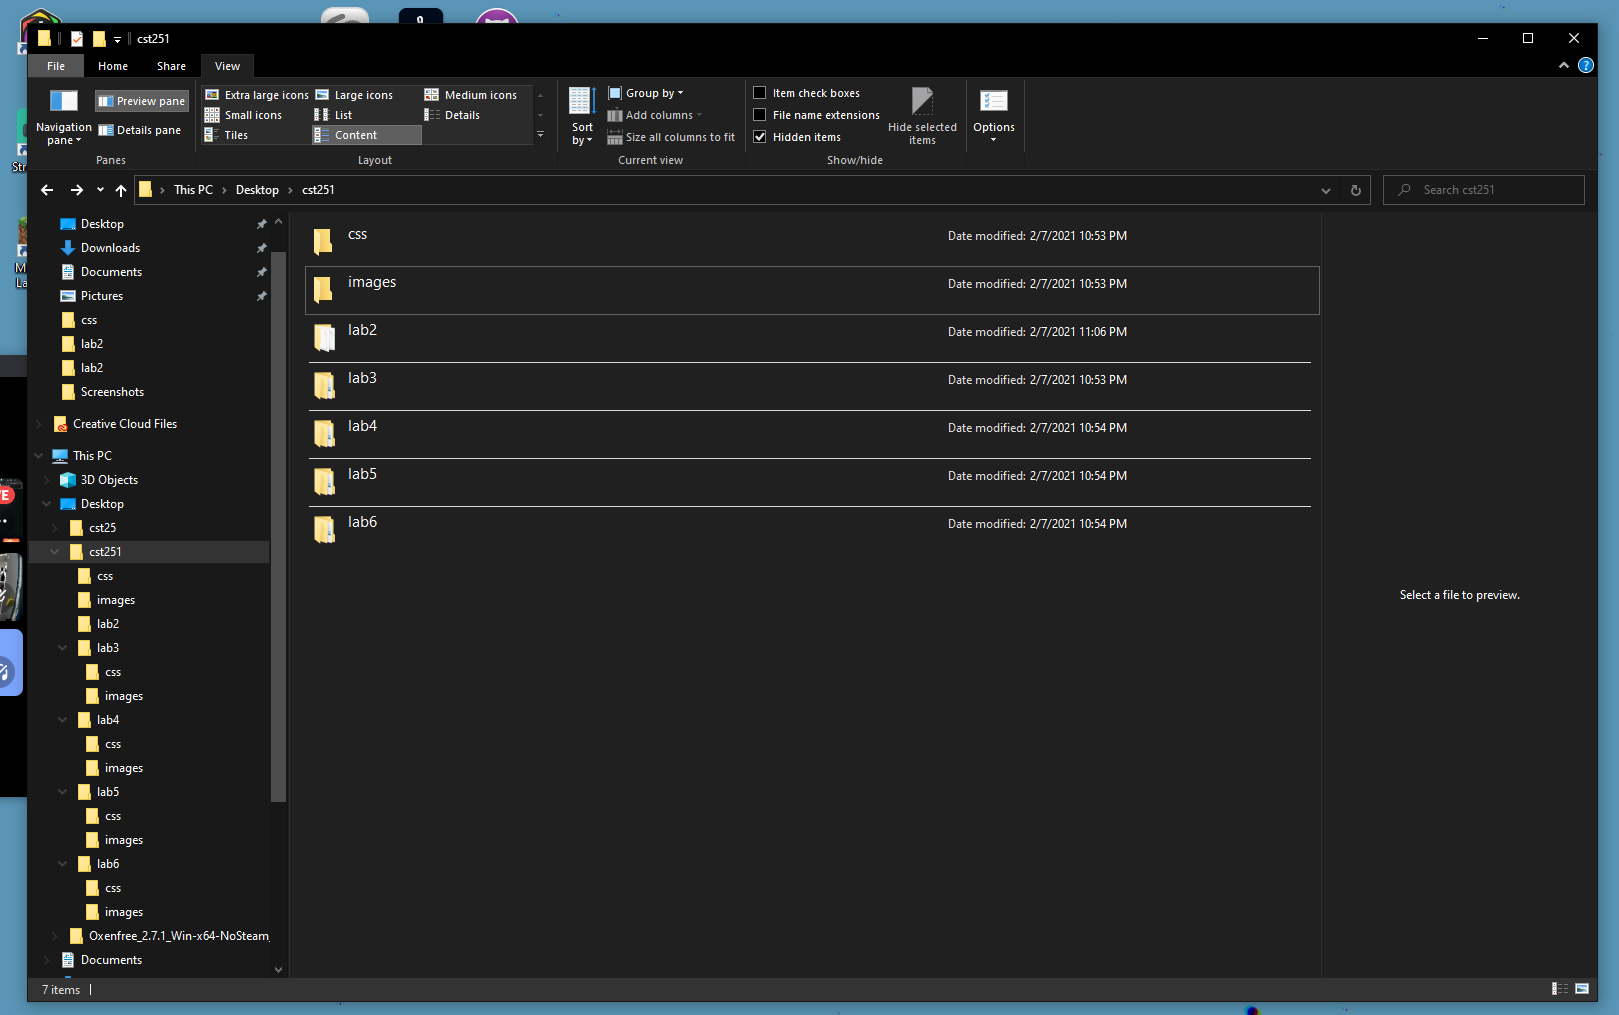 cst251
File Home Share View
Navigation pane
Preview pane
Details pane
Panes
Extra large icons Large icons Medium icons
Small icons List Details
Tiles Content
Layout
Sort by
Group by
Add columns
Size all columns to fit
Current view
Item check boxes
File name extensions
Hidden items
Hide selected items
Show/hide
Options
This PC › Desktop › cst251
Search cst251
Desktop
Downloads
Documents
Pictures
css
lab2
lab2
Screenshots
Creative Cloud Files
This PC
3D Objects
Desktop
cst25
cst251
css
images
lab2
lab3
css
images
lab4
css
images
lab5
css
images
lab6
css
images
Oxenfree_2.7.1_Win-x64-NoSteam_
Documents
css Date modified: 2/7/2021 10:53 PM
images Date modified: 2/7/2021 10:53 PM
lab2 Date modified: 2/7/2021 11:06 PM
lab3 Date modified: 2/7/2021 10:53 PM
lab4 Date modified: 2/7/2021 10:54 PM
lab5 Date modified: 2/7/2021 10:54 PM
lab6 Date modified: 2/7/2021 10:54 PM
Select a file to preview.
7 items